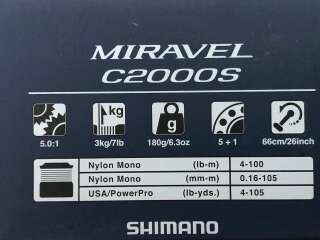 MIRAVEL
C2000S
kg
g
5.0:1 3kg/7lb 180g/6.3oz 5 + 1 66cm/26inch
Nylon Mono (lb-m) 4-100
Nylon Mono (mm-m) 0.16-105
USA/PowerPro (lb-yds.) 4-105
SHIMANO